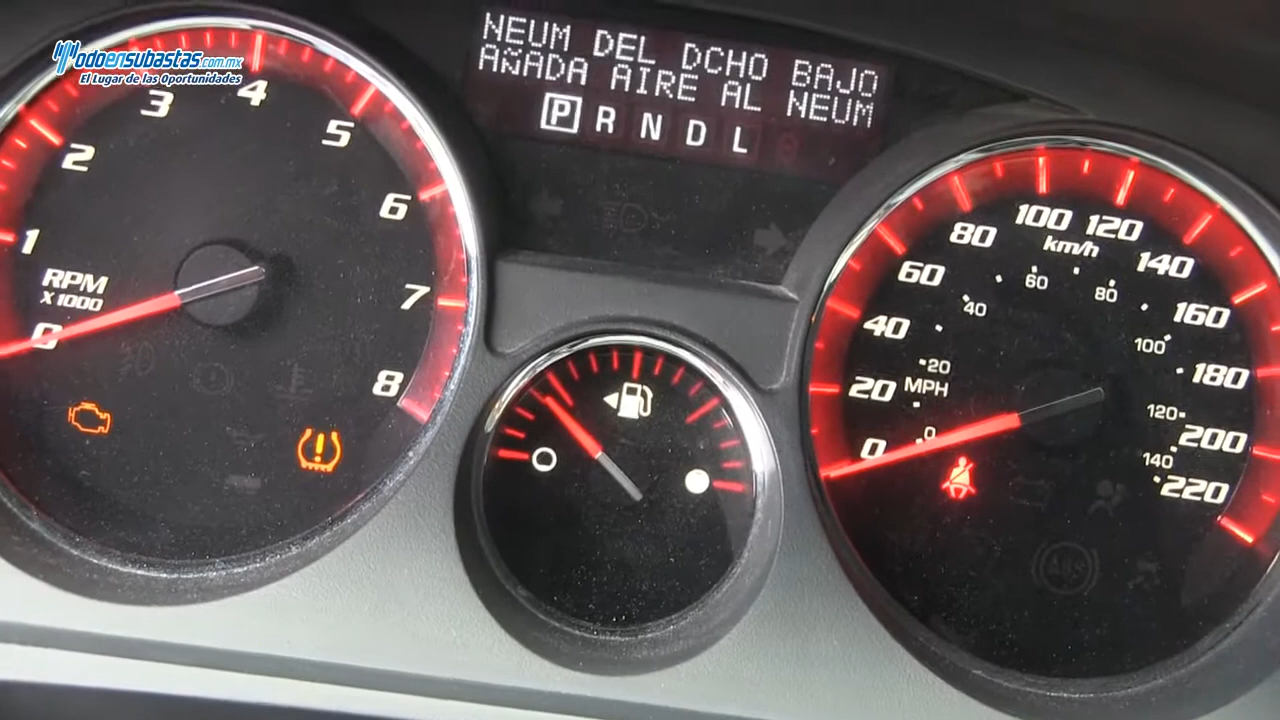 Modoensubastas.com.mx
El Lugar de las Oportunidades
NEUM DEL DCHO BAJO
AÑADA AIRE AL NEUM
P R N D L
0 1 2 3 4 5 6 7 8
RPM
X1000
0 20 40 60 80 100 120 140 160 180 200 220
km/h
0 20 40 60 80 100 120 140
MPH
ABS